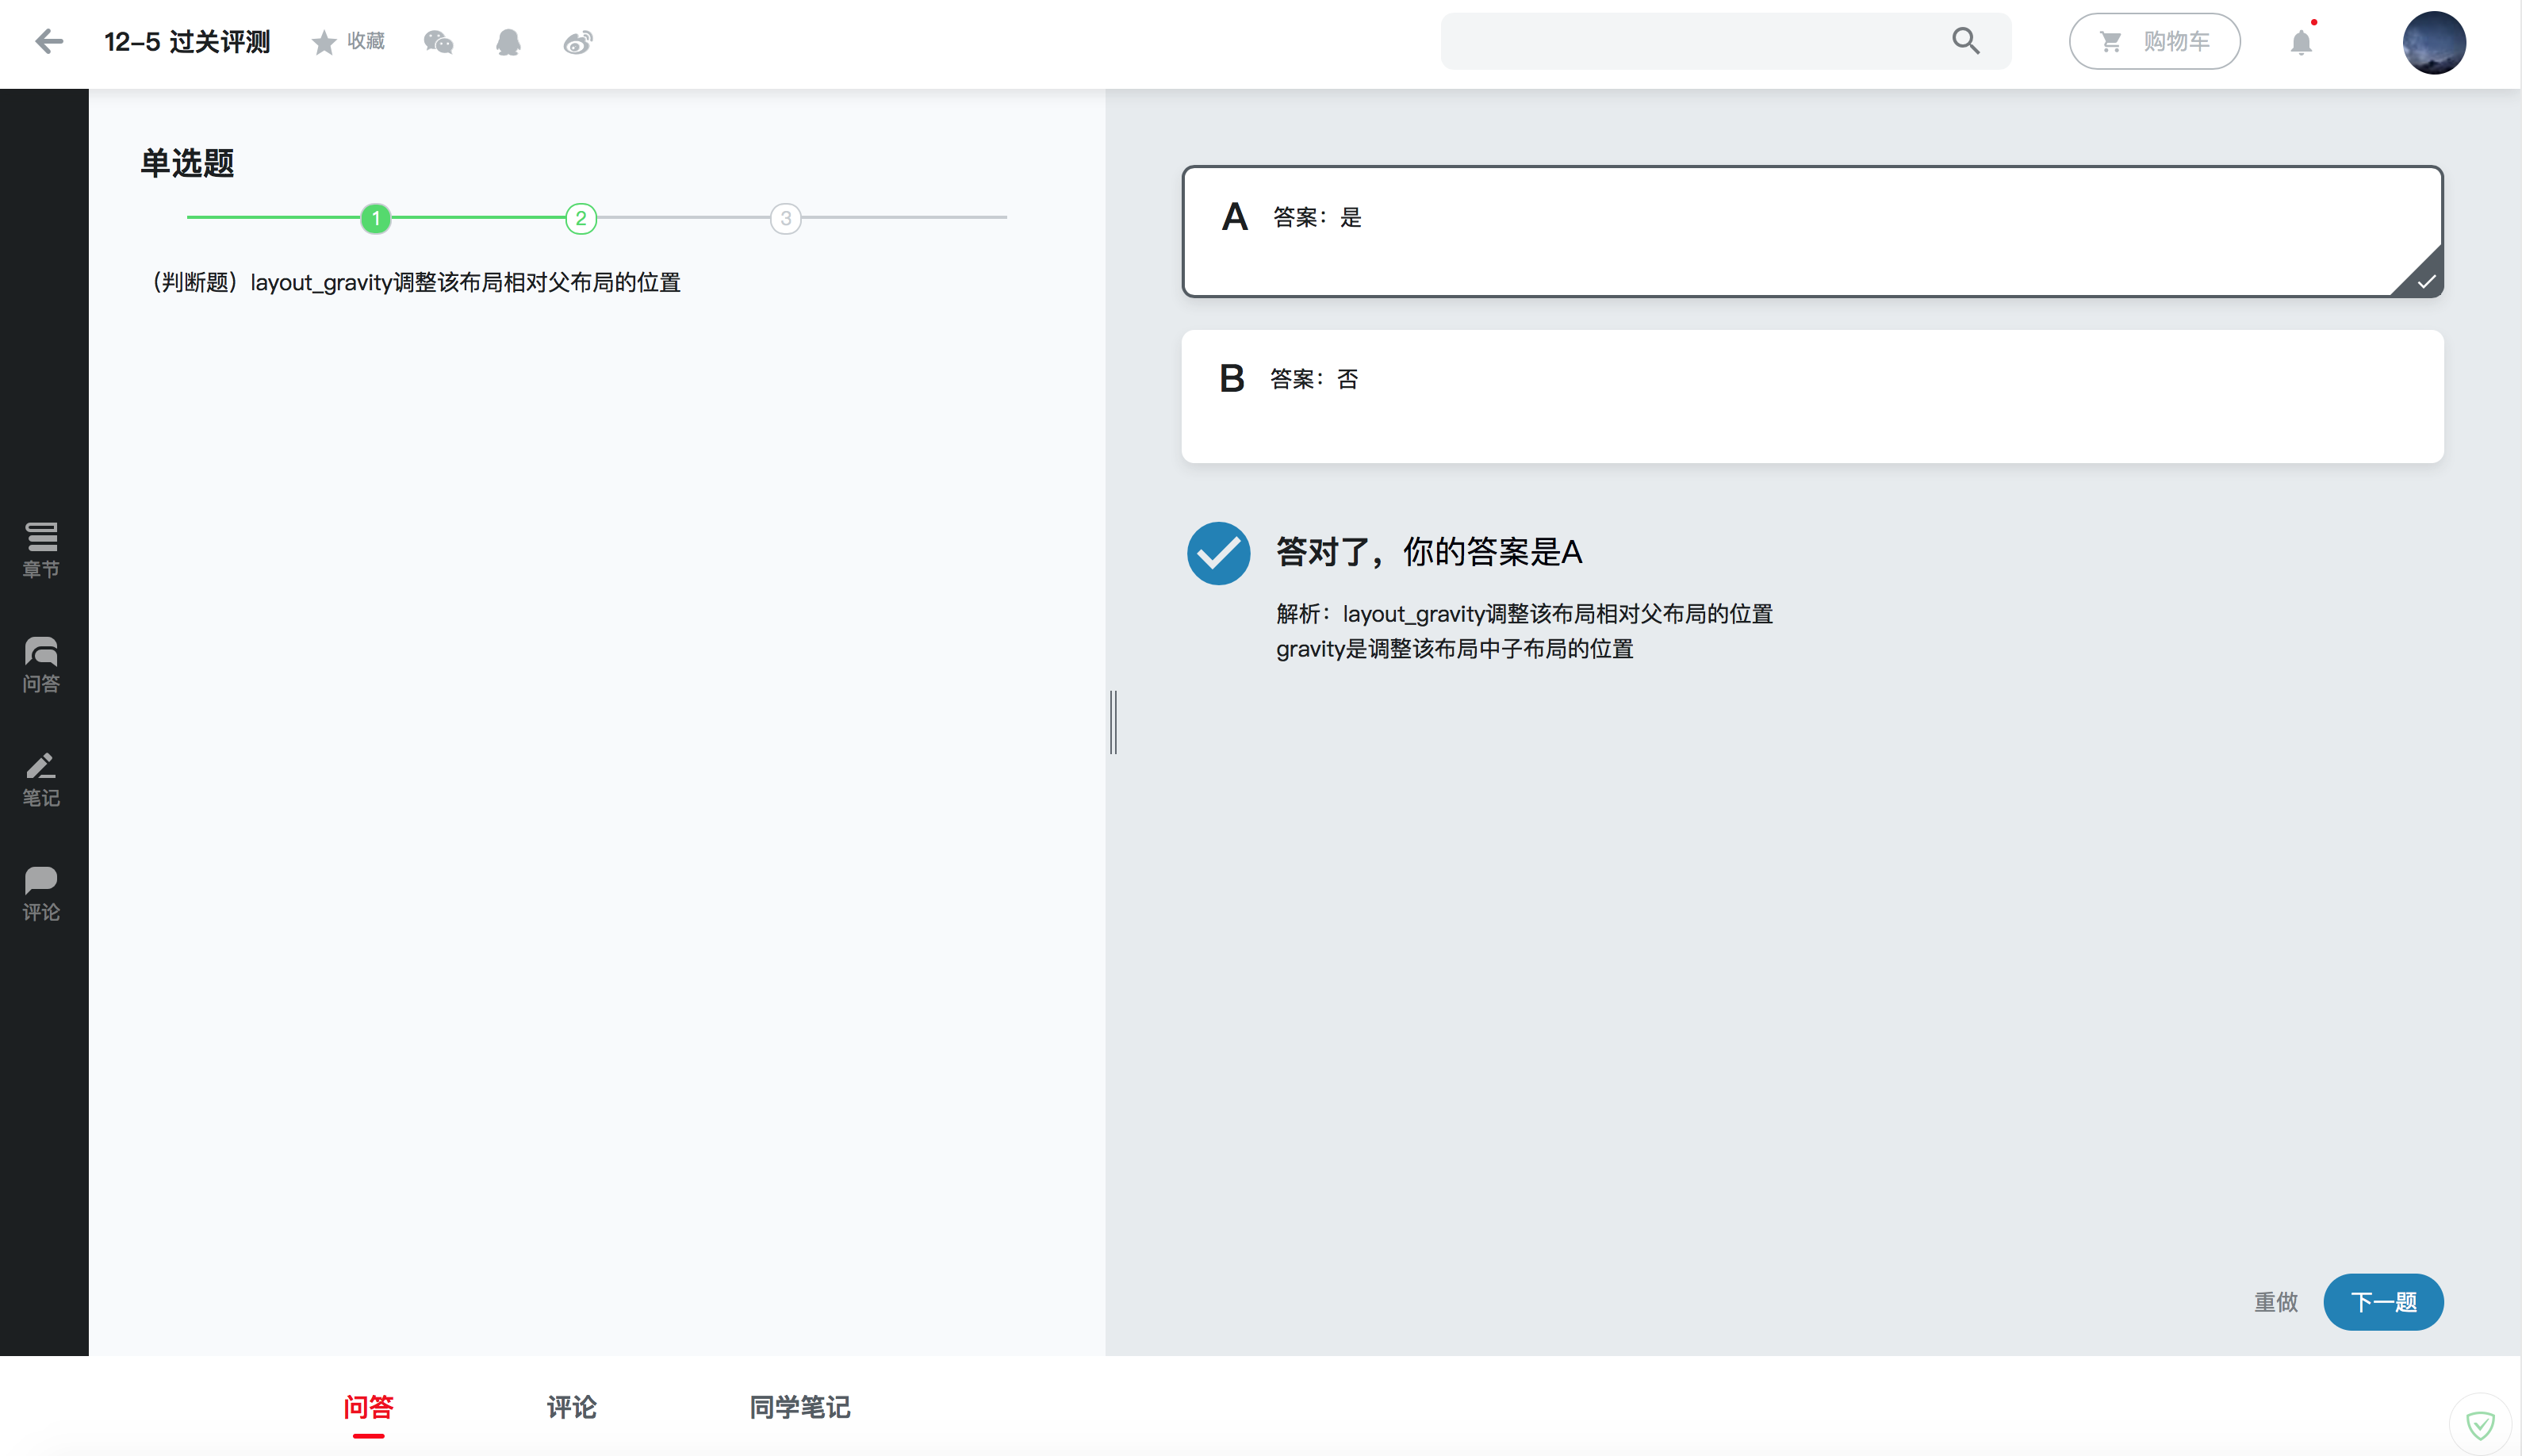 12-5 过关评测
收藏
购物车
单选题
1
2
3
（判断题）layout_gravity调整该布局相对父布局的位置
A 答案：是
B 答案：否
答对了，你的答案是A
解析：layout_gravity调整该布局相对父布局的位置
gravity是调整该布局中子布局的位置
章节
问答
笔记
评论
重做
下一题
问答
评论
同学笔记